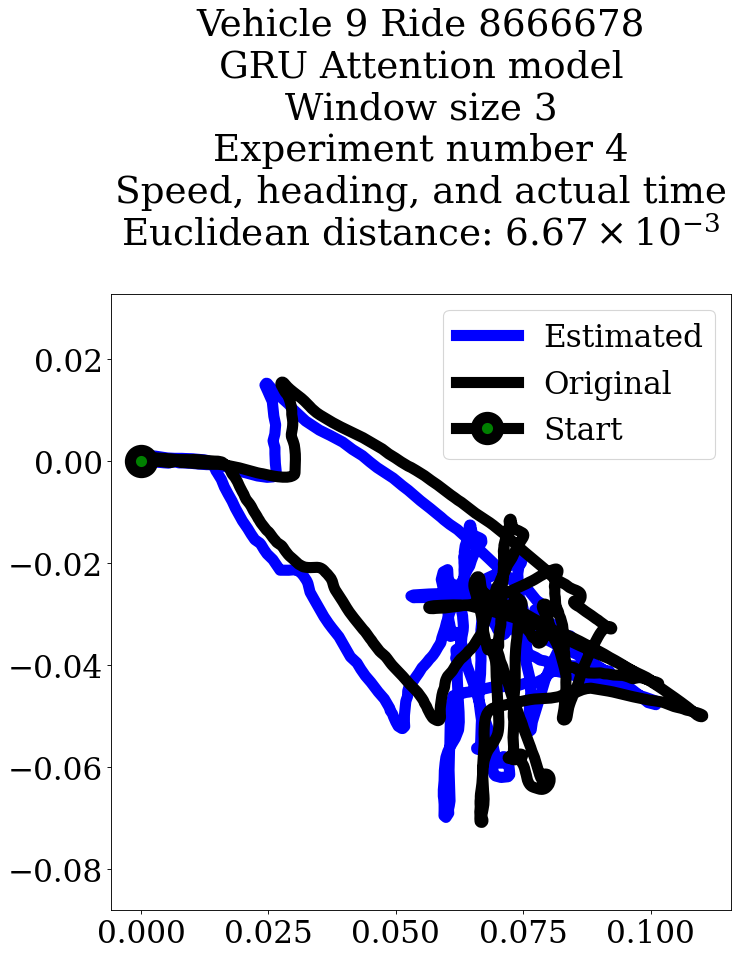 Vehicle 9 Ride 8666678
GRU Attention model
Window size 3
Experiment number 4
Speed, heading, and actual time
Euclidean distance: 6.67 × 10⁻³
Estimated
Original
Start
0.02
0.00
−0.02
−0.04
−0.06
−0.08
0.000 0.025 0.050 0.075 0.100